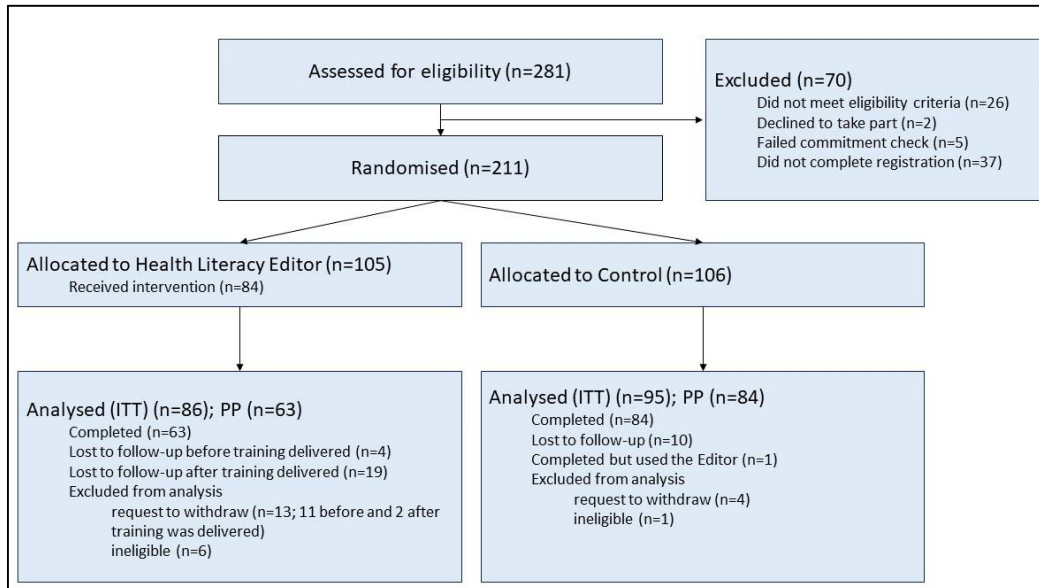 Assessed for eligibility (n=281)
Excluded (n=70)
Did not meet eligibility criteria (n=26)
Declined to take part (n=2)
Failed commitment check (n=5)
Did not complete registration (n=37)
Randomised (n=211)
Allocated to Health Literacy Editor (n=105)
Received intervention (n=84)
Allocated to Control (n=106)
Analysed (ITT) (n=86); PP (n=63)
Completed (n=63)
Lost to follow-up before training delivered (n=4)
Lost to follow-up after training delivered (n=19)
Excluded from analysis
request to withdraw (n=13; 11 before and 2 after
training was delivered)
ineligible (n=6)
Analysed (ITT) (n=95); PP (n=84)
Completed (n=84)
Lost to follow-up (n=10)
Completed but used the Editor (n=1)
Excluded from analysis
request to withdraw (n=4)
ineligible (n=1)